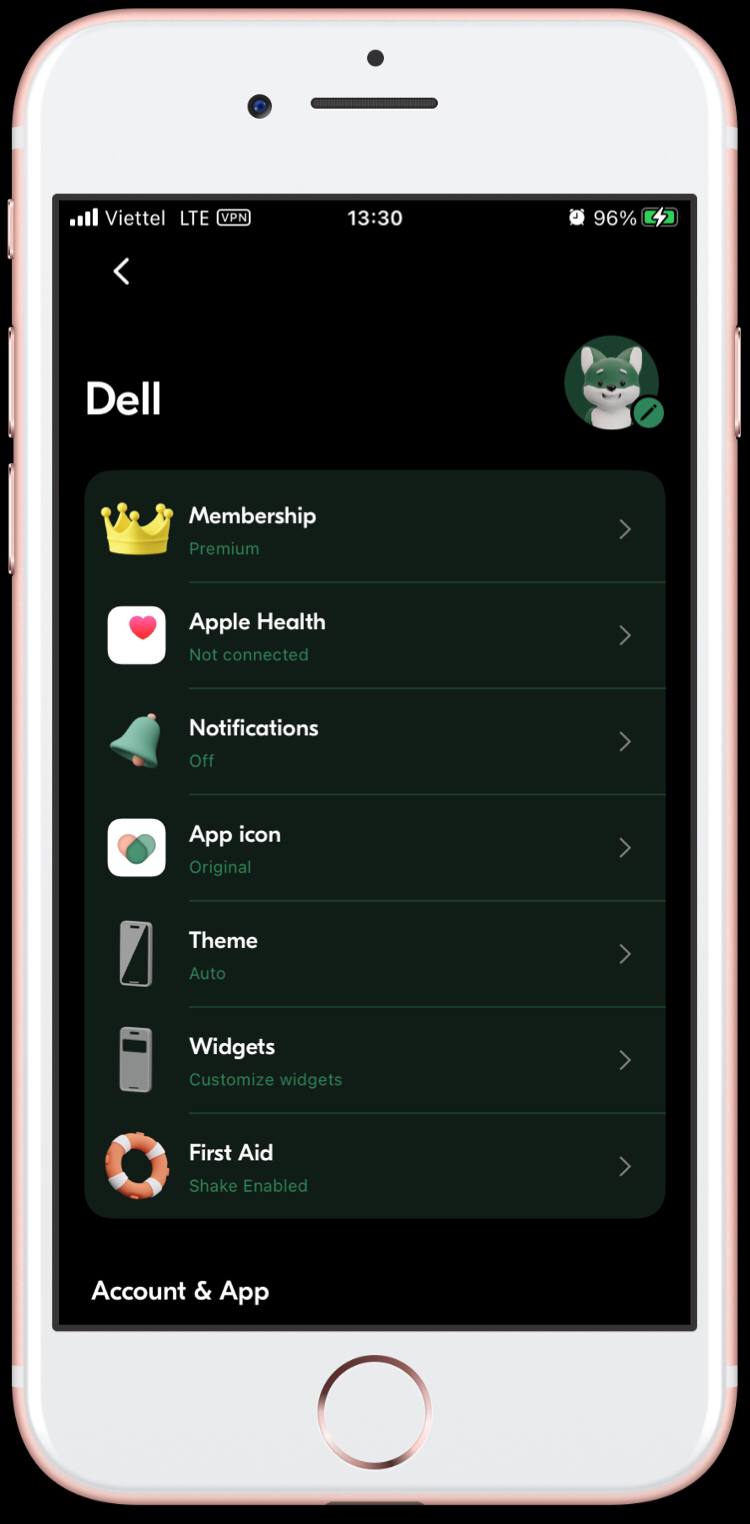 Viettel LTE VPN 13:30 96%
Dell
Membership
Premium
Apple Health
Not connected
Notifications
Off
App icon
Original
Theme
Auto
Widgets
Customize widgets
First Aid
Shake Enabled
Account & App